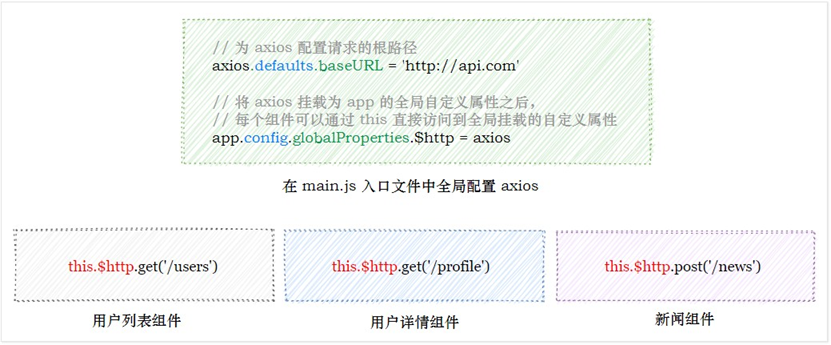 // 为 axios 配置请求的根路径
axios.defaults.baseURL = 'http://api.com'
// 将 axios 挂载为 app 的全局自定义属性之后，
// 每个组件可以通过 this 直接访问到全局挂载的自定义属性
app.config.globalProperties.$http = axios
在 main.js 入口文件中全局配置 axios
this.$http.get('/users')
this.$http.get('/profile')
this.$http.post('/news')
用户列表组件
用户详情组件
新闻组件